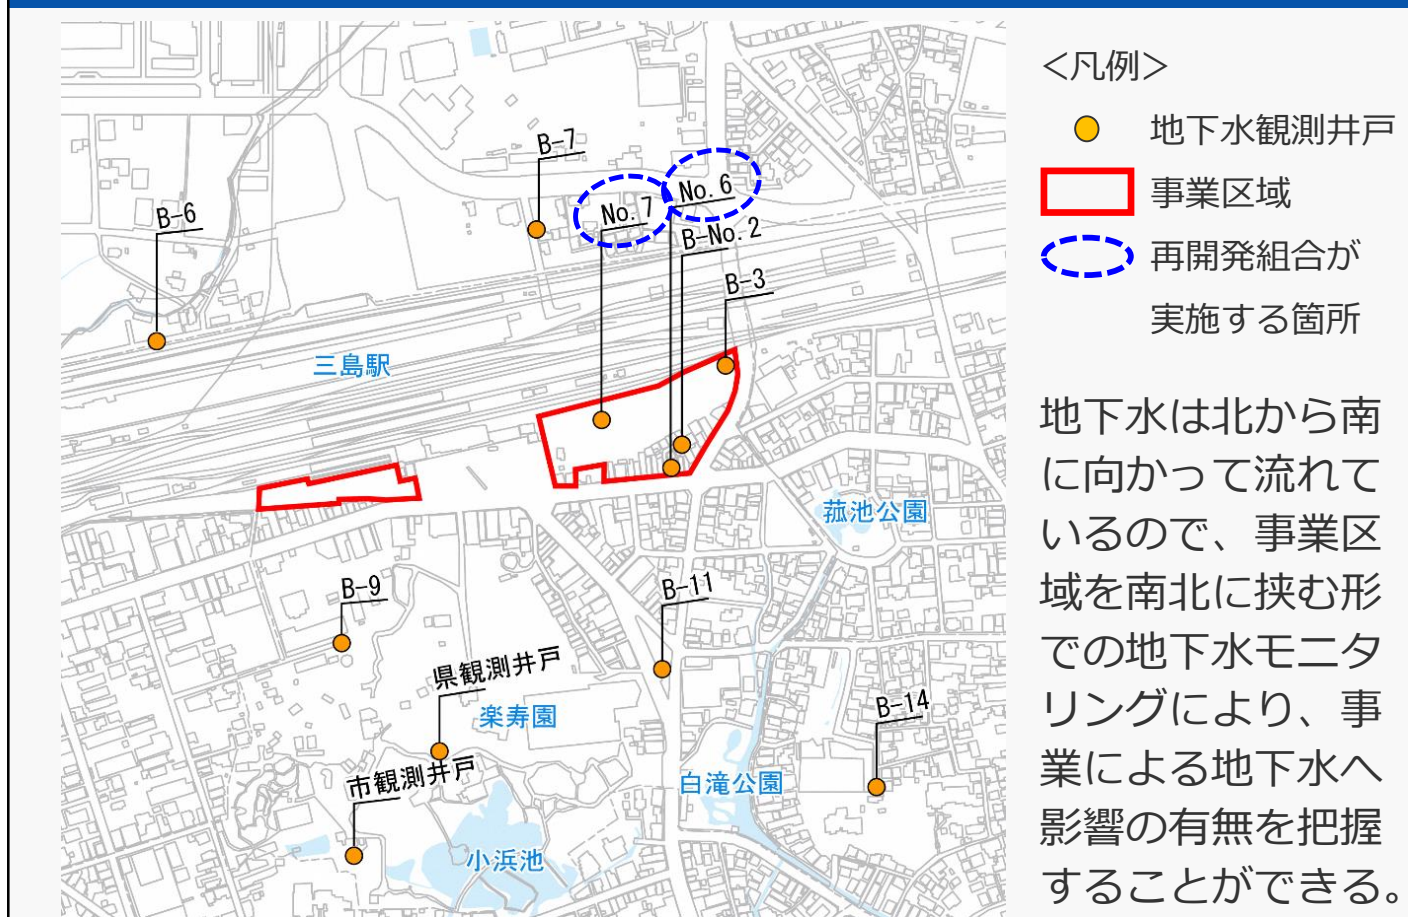 B-7
No. 6
No. 7
B-6
B-No. 2
B-3
三島駅
菰池公園
B-9
B-11
県観測井戸
楽寿園
B-14
市観測井戸
白滝公園
小浜池
<凡例>
地下水観測井戸
事業区域
再開発組合が
実施する箇所
地下水は北から南
に向かって流れて
いるので、事業区
域を南北に挟む形
での地下水モニタ
リングにより、事
業による地下水へ
影響の有無を把握
することができる。